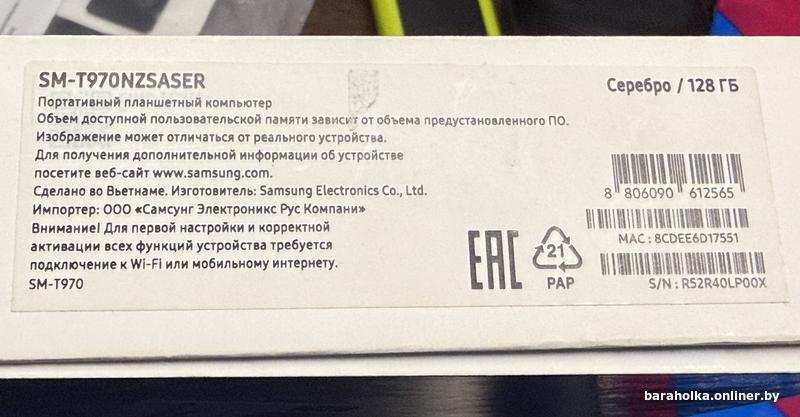 SM-T970NZSASER
Серебро / 128 ГБ
Портативный планшетный компьютер
Объем доступной пользовательской памяти зависит от объема предустановленного ПО.
Изображение может отличаться от реального устройства.
Для получения дополнительной информации об устройстве
посетите веб-сайт www.samsung.com.
Сделано во Вьетнаме. Изготовитель: Samsung Electronics Co., Ltd.
Импортер: ООО «Самсунг Электроникс Рус Компани»
Внимание! Для первой настройки и корректной
активации всех функций устройства требуется
подключение к Wi-Fi или мобильному интернету.
SM-T970
EAC
21
PAP
8 806090 612565
MAC : 8CDEE6D17551
S/N : R52R40LP00X
baraholka.onliner.by